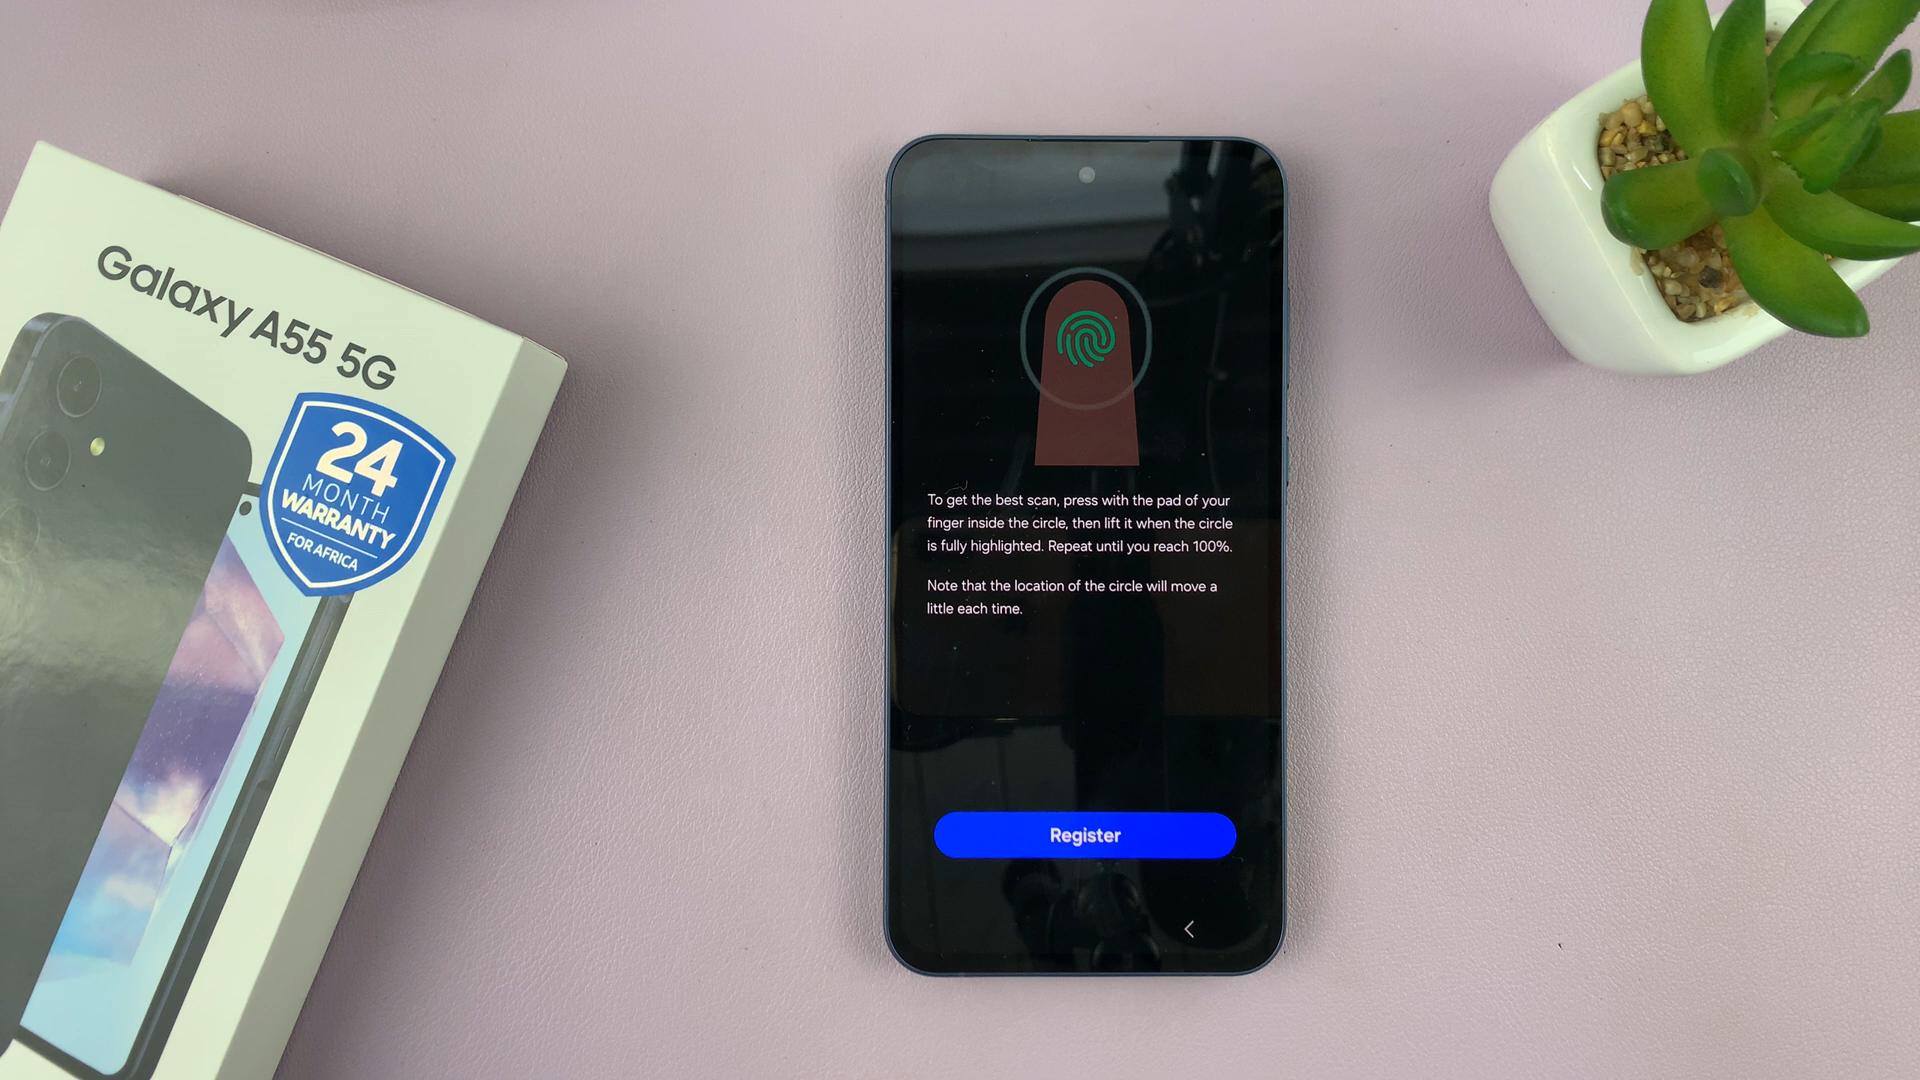 Galaxy A55 5G
24
MONTH
WARRANTY
FOR AFRICA
To get the best scan, press with the pad of your
finger inside the circle, then lift it when the circle
is fully highlighted. Repeat until you reach 100%.
Note that the location of the circle will move a
little each time.
Register